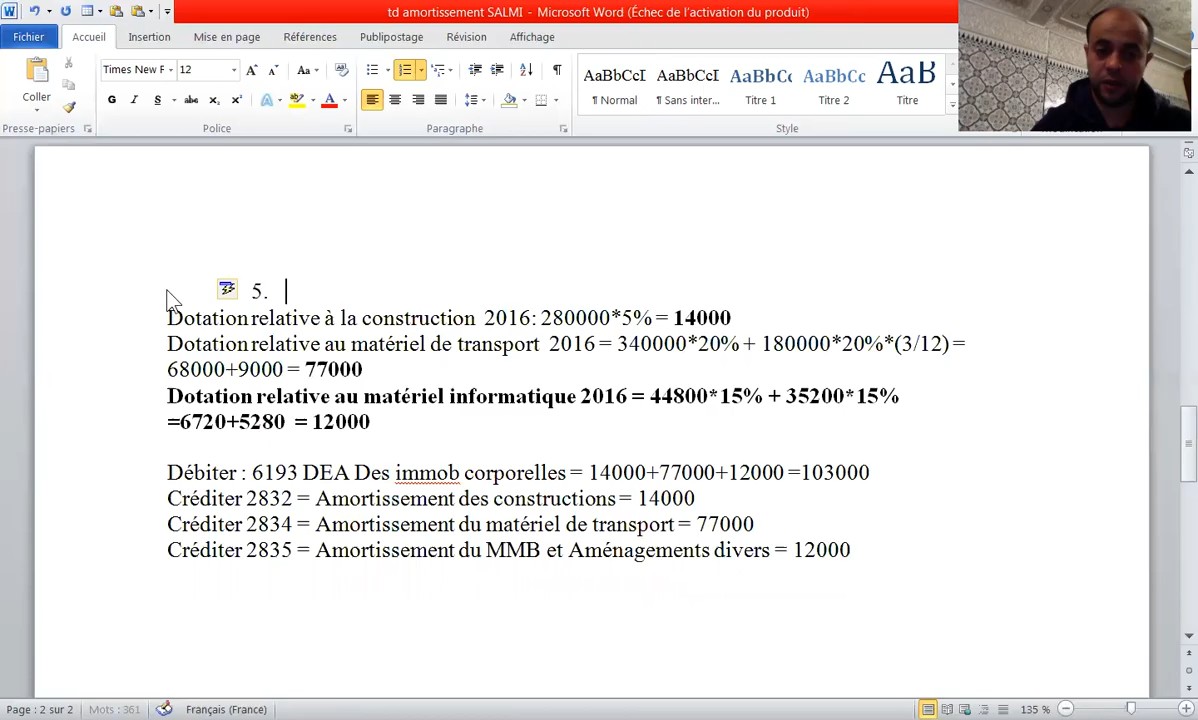 td amortissement SALMI - Microsoft Word (Échec de l'activation du produit)
Fichier Accueil Insertion Mise en page Références Publipostage Révision Affichage
Times New F 12
Coller
G I S abc x₂ x² A A
AaBbCcI AaBbCcI AaBbCc AaBbCc AaB
¶ Normal ¶ Sans inter... Titre 1 Titre 2 Titre
Presse-papiers Police Paragraphe Style
5.
Dotation relative à la construction 2016: 280000*5% = 14000
Dotation relative au matériel de transport 2016 = 340000*20% + 180000*20%*(3/12) =
68000+9000 = 77000
Dotation relative au matériel informatique 2016 = 44800*15% + 35200*15%
=6720+5280 = 12000
Débiter : 6193 DEA Des immob corporelles = 14000+77000+12000 =103000
Créditer 2832 = Amortissement des constructions = 14000
Créditer 2834 = Amortissement du matériel de transport = 77000
Créditer 2835 = Amortissement du MMB et Aménagements divers = 12000
Page : 2 sur 2 Mots : 361 Français (France) 135 %